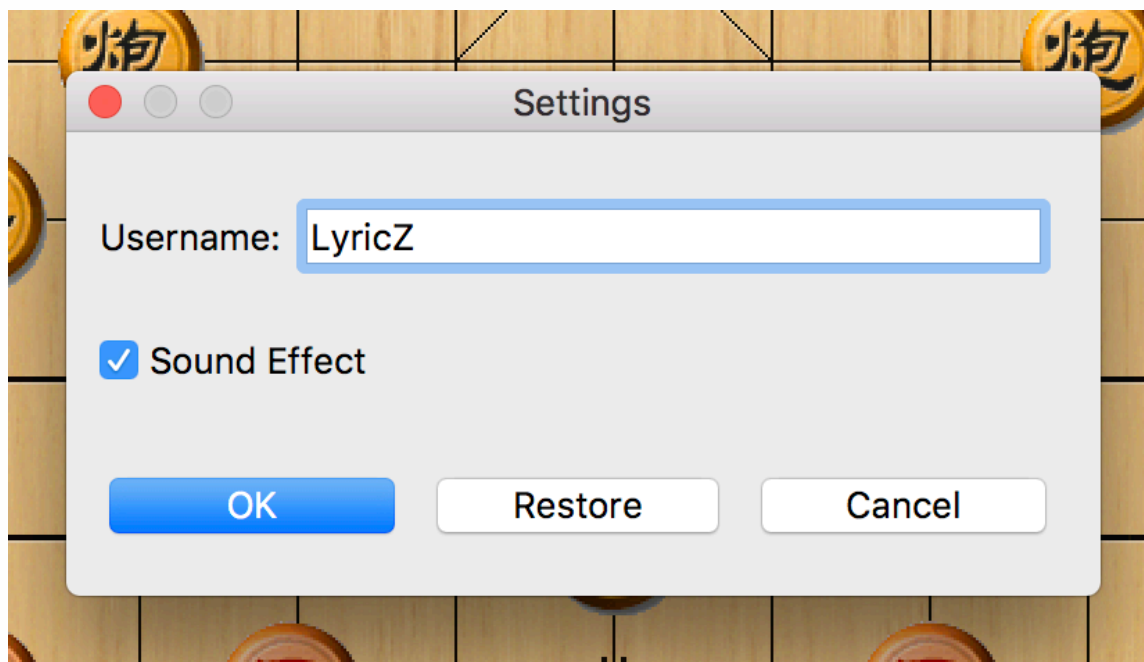 炮 炮
Settings
Username: LyricZ
Sound Effect
OK Restore Cancel